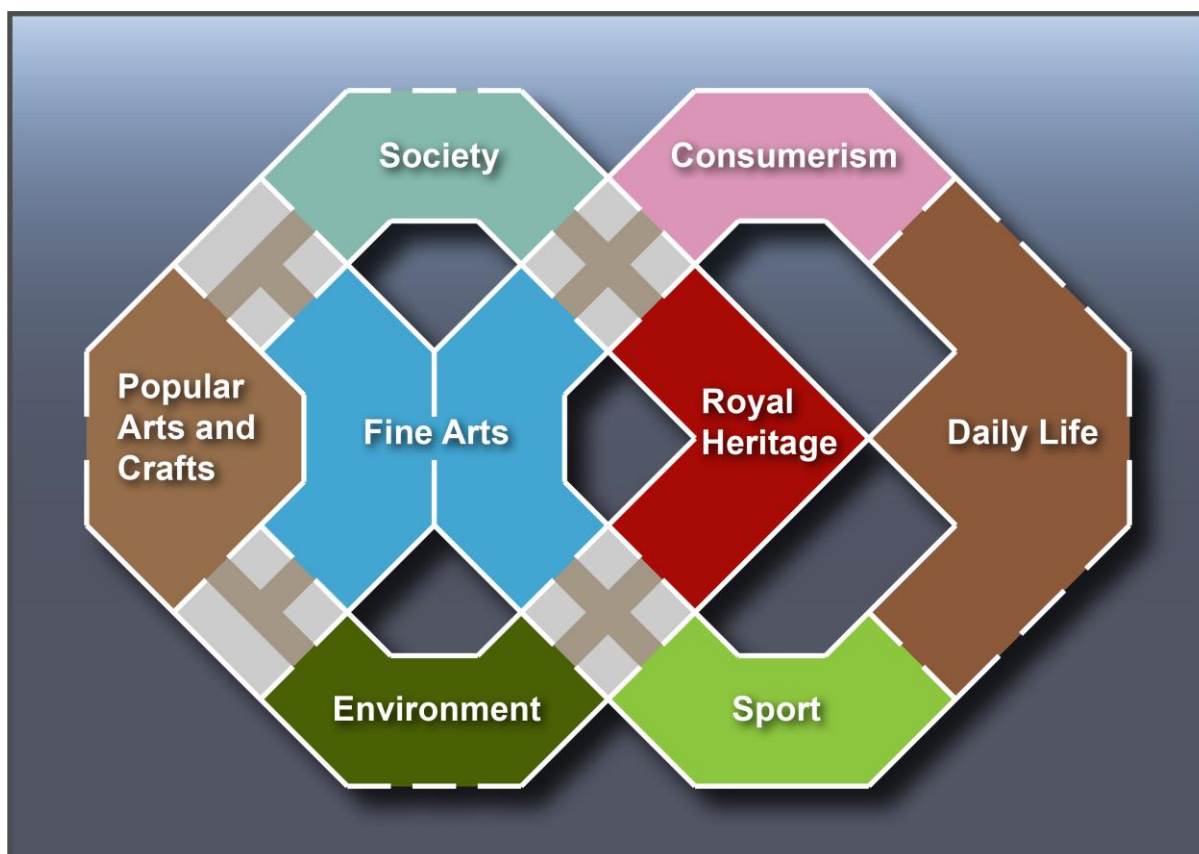 Society
Consumerism
Popular
Arts and
Crafts
Fine Arts
Royal
Heritage
Daily Life
Environment
Sport